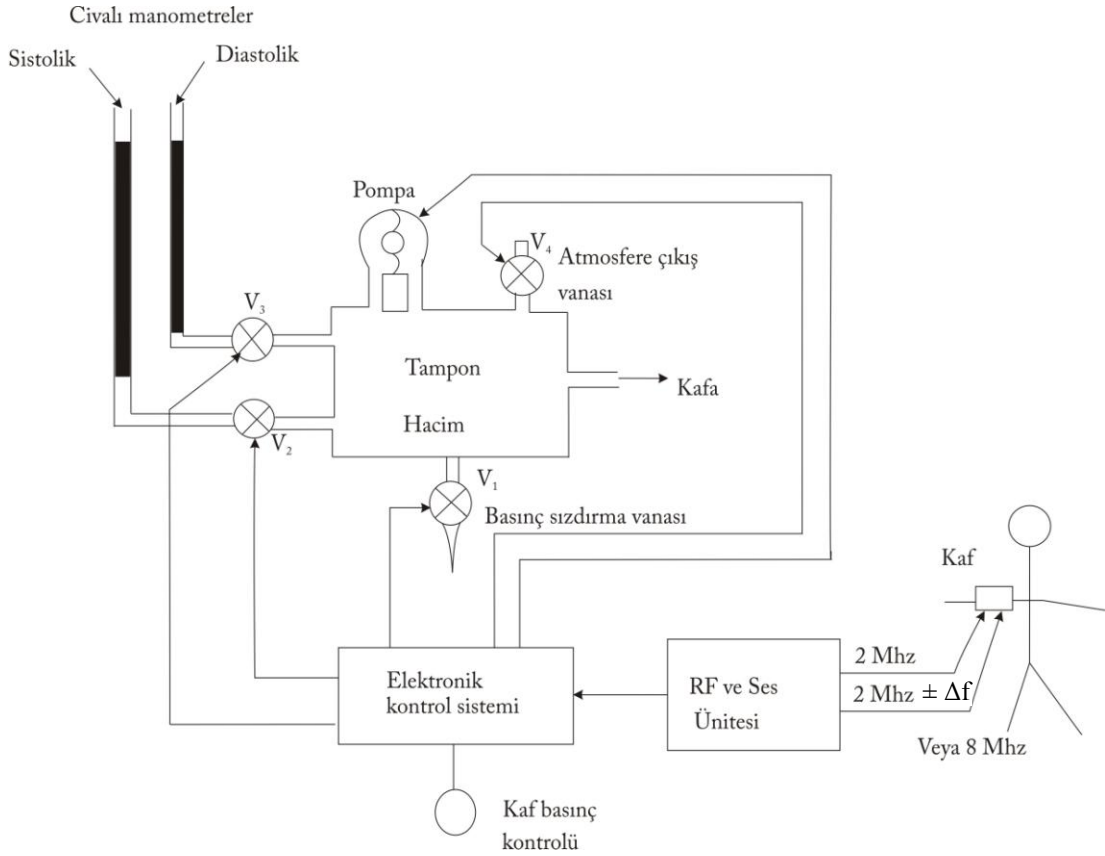 Civalı manometreler
Sistolik
Diastolik
Pompa
V₄
Atmosfere çıkış
vanası
V₃
Tampon
Hacim
Kafa
V₂
V₁
Basınç sızdırma vanası
Kaf
Elektronik
kontrol sistemi
RF ve Ses
Ünitesi
2 Mhz
2 Mhz ± Δf
Veya 8 Mhz
Kaf basınç
kontrolü